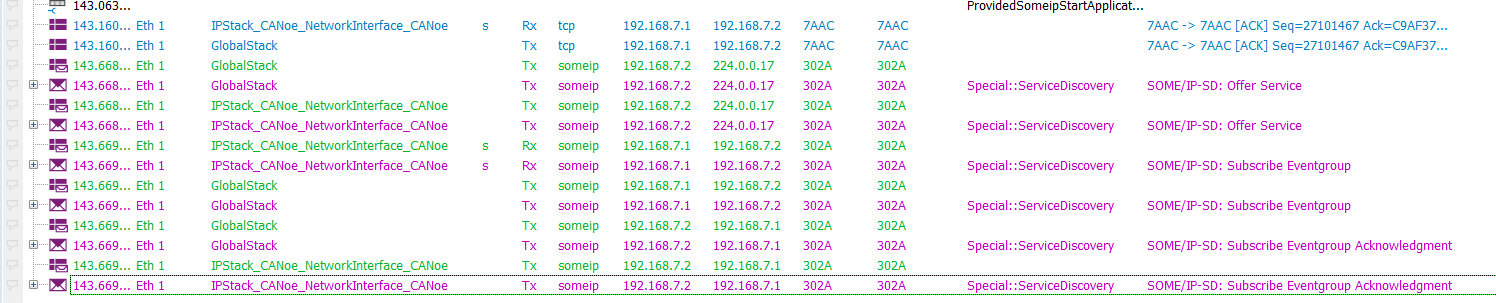 143.063... ProvidedSomeipStartApplicat...
143.160... Eth 1 IPStack_CANoe_NetworkInterface_CANoe s Rx tcp 192.168.7.1 192.168.7.2 7AAC 7AAC 7AAC -> 7AAC [ACK] Seq=27101467 Ack=C9AF37...
143.160... Eth 1 GlobalStack Tx tcp 192.168.7.1 192.168.7.2 7AAC 7AAC 7AAC -> 7AAC [ACK] Seq=27101467 Ack=C9AF37...
143.668... Eth 1 GlobalStack Tx someip 192.168.7.2 224.0.0.17 302A 302A
143.668... Eth 1 GlobalStack Tx someip 192.168.7.2 224.0.0.17 302A 302A Special::ServiceDiscovery SOME/IP-SD: Offer Service
143.668... Eth 1 IPStack_CANoe_NetworkInterface_CANoe Tx someip 192.168.7.2 224.0.0.17 302A 302A
143.668... Eth 1 IPStack_CANoe_NetworkInterface_CANoe Tx someip 192.168.7.2 224.0.0.17 302A 302A Special::ServiceDiscovery SOME/IP-SD: Offer Service
143.669... Eth 1 IPStack_CANoe_NetworkInterface_CANoe s Rx someip 192.168.7.1 192.168.7.2 302A 302A
143.669... Eth 1 IPStack_CANoe_NetworkInterface_CANoe s Rx someip 192.168.7.1 192.168.7.2 302A 302A Special::ServiceDiscovery SOME/IP-SD: Subscribe Eventgroup
143.669... Eth 1 GlobalStack Tx someip 192.168.7.1 192.168.7.2 302A 302A
143.669... Eth 1 GlobalStack Tx someip 192.168.7.1 192.168.7.2 302A 302A Special::ServiceDiscovery SOME/IP-SD: Subscribe Eventgroup
143.669... Eth 1 GlobalStack Tx someip 192.168.7.2 192.168.7.1 302A 302A
143.669... Eth 1 GlobalStack Tx someip 192.168.7.2 192.168.7.1 302A 302A Special::ServiceDiscovery SOME/IP-SD: Subscribe Eventgroup Acknowledgment
143.669... Eth 1 IPStack_CANoe_NetworkInterface_CANoe Tx someip 192.168.7.2 192.168.7.1 302A 302A
143.669... Eth 1 IPStack_CANoe_NetworkInterface_CANoe Tx someip 192.168.7.2 192.168.7.1 302A 302A Special::ServiceDiscovery SOME/IP-SD: Subscribe Eventgroup Acknowledgment